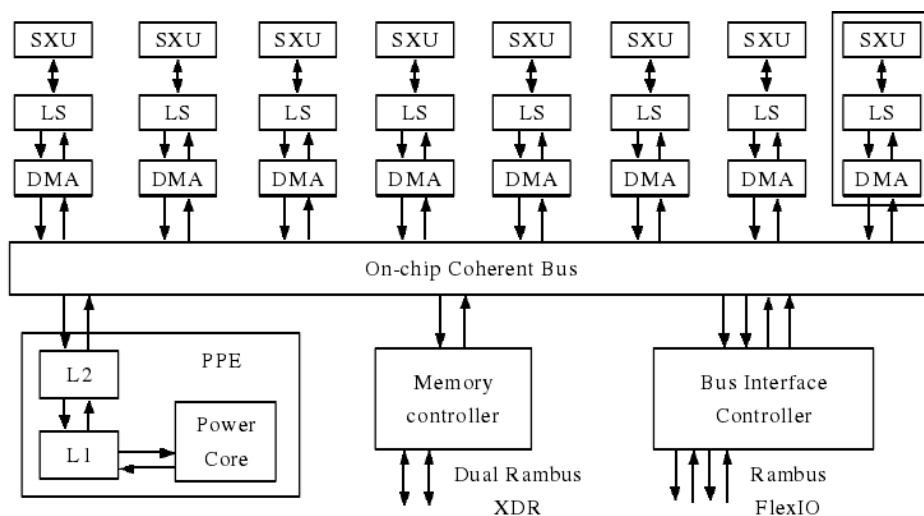 SXU SXU SXU SXU SXU SXU SXU SXU
LS LS LS LS LS LS LS LS
DMA DMA DMA DMA DMA DMA DMA DMA
On-chip Coherent Bus
PPE
L2
L1
Power
Core
Memory
controller
Dual Rambus
XDR
Bus Interface
Controller
Rambus
FlexIO